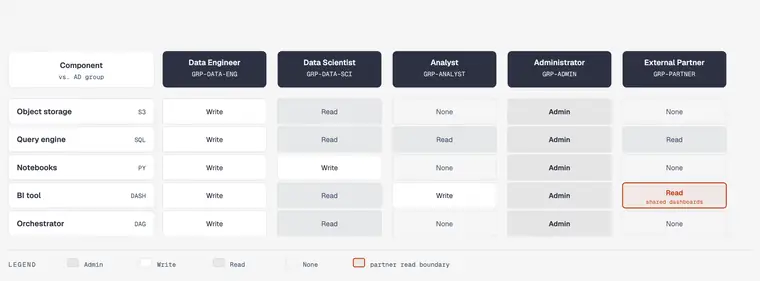 Component Data Engineer Data Scientist Analyst Administrator External Partner
vs. AD group GRP-DATA-ENG GRP-DATA-SCI GRP-ANALYST GRP-ADMIN GRP-PARTNER
Object storage S3 Write Read None Admin None
Query engine SQL Write Read Read Admin Read
Notebooks PY Write Write None Admin None
BI tool DASH Write Read Write Admin Read
shared dashboards
Orchestrator DAG Write Read None Admin None
LEGEND Admin Write Read None partner read boundary